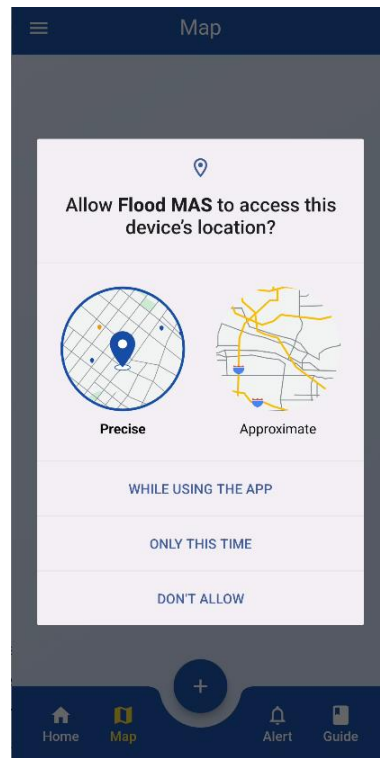 Map
Allow Flood MAS to access this
device's location?
Precise
Approximate
WHILE USING THE APP
ONLY THIS TIME
DON'T ALLOW
Home
Map
Alert
Guide